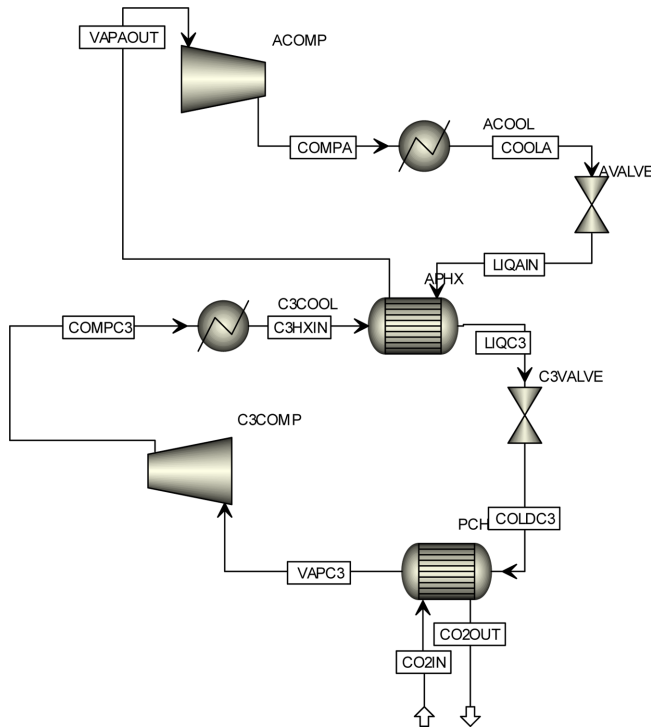 VAPAOUT
ACOMP
COMPA
ACOOL
COOLA
AVALVE
LIQAIN
APHX
COMPC3
C3COOL
C3HXIN
LIQC3
C3VALVE
C3COMP
COLDC3
PCH
VAPC3
CO2OUT
CO2IN